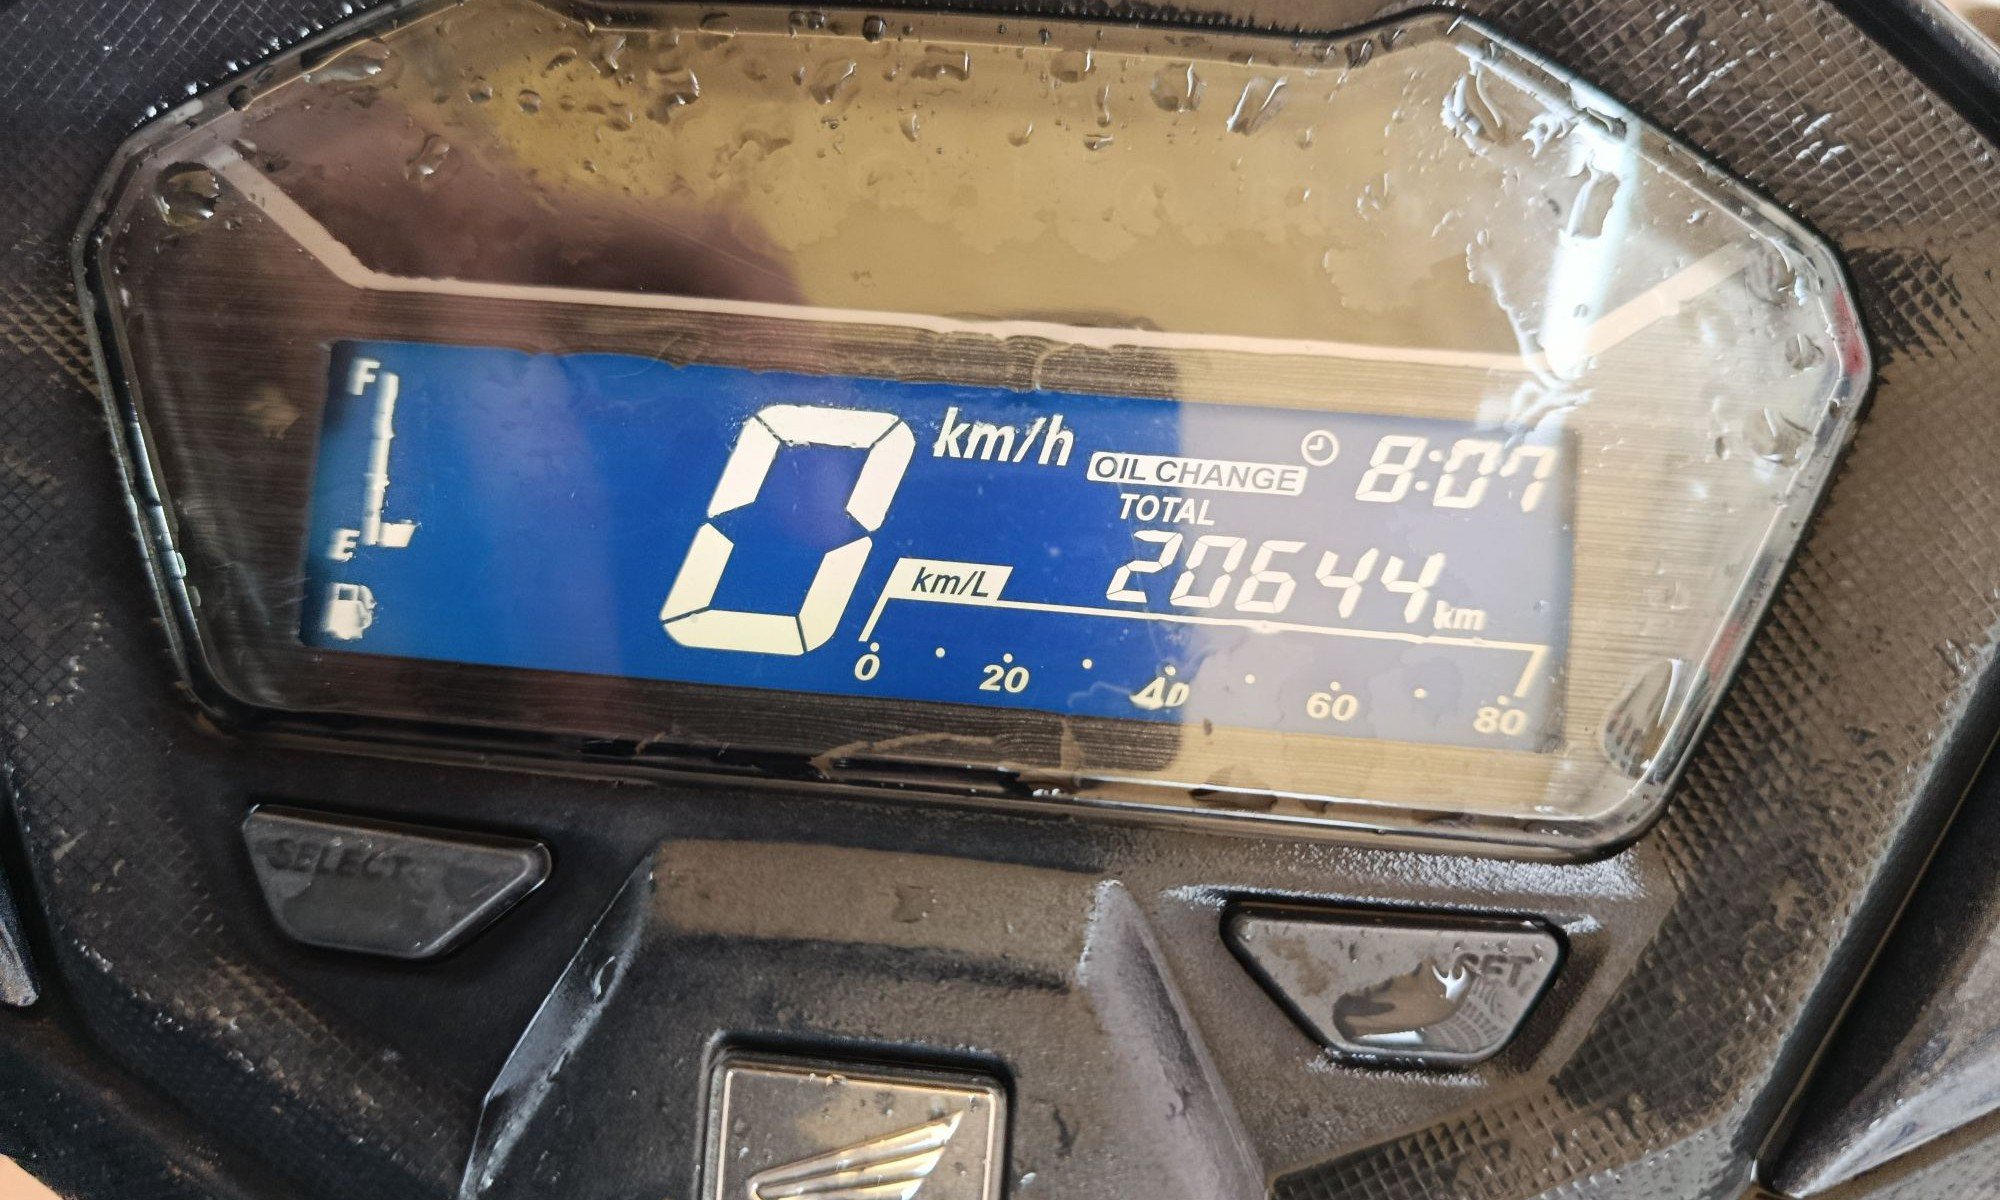 F
E
0 km/h
OIL CHANGE 8:07
TOTAL
20644 km
km/L
0 20 40 60 80
SELECT
SET